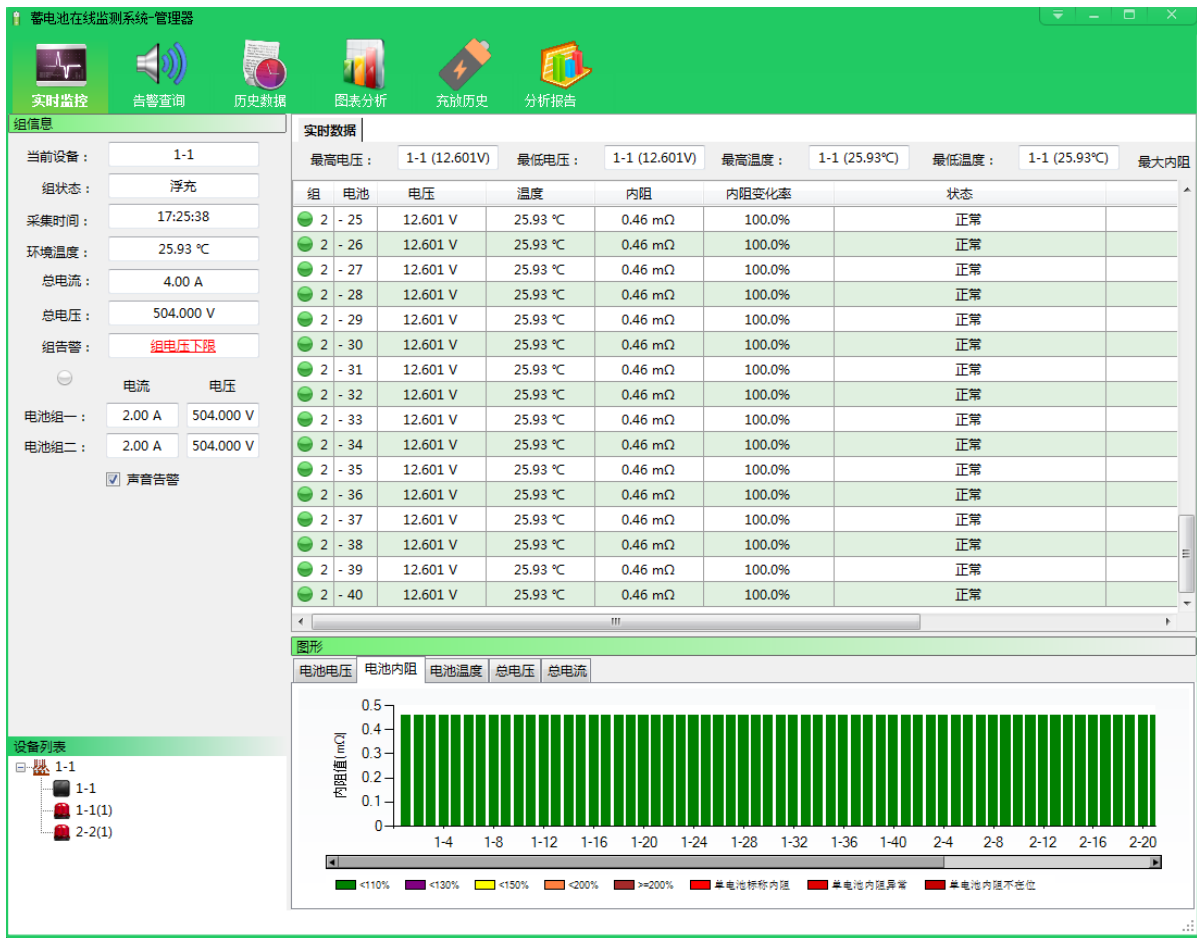 蓄电池在线监测系统-管理器
实时监控 告警查询 历史数据 图表分析 充放历史 分析报告
组信息
当前设备： 1-1
组状态： 浮充
采集时间： 17:25:38
环境温度： 25.93 ℃
总电流： 4.00 A
总电压： 504.000 V
组告警： 组电压下限
电流 电压
电池组一： 2.00 A 504.000 V
电池组二： 2.00 A 504.000 V
声音告警
设备列表
1-1
1-1
1-1(1)
2-2(1)
实时数据
最高电压： 1-1 (12.601V) 最低电压： 1-1 (12.601V) 最高温度： 1-1 (25.93℃) 最低温度： 1-1 (25.93℃) 最大内阻
组 电池 电压 温度 内阻 内阻变化率 状态
2 - 25 12.601 V 25.93 ℃ 0.46 mΩ 100.0% 正常
2 - 26 12.601 V 25.93 ℃ 0.46 mΩ 100.0% 正常
2 - 27 12.601 V 25.93 ℃ 0.46 mΩ 100.0% 正常
2 - 28 12.601 V 25.93 ℃ 0.46 mΩ 100.0% 正常
2 - 29 12.601 V 25.93 ℃ 0.46 mΩ 100.0% 正常
2 - 30 12.601 V 25.93 ℃ 0.46 mΩ 100.0% 正常
2 - 31 12.601 V 25.93 ℃ 0.46 mΩ 100.0% 正常
2 - 32 12.601 V 25.93 ℃ 0.46 mΩ 100.0% 正常
2 - 33 12.601 V 25.93 ℃ 0.46 mΩ 100.0% 正常
2 - 34 12.601 V 25.93 ℃ 0.46 mΩ 100.0% 正常
2 - 35 12.601 V 25.93 ℃ 0.46 mΩ 100.0% 正常
2 - 36 12.601 V 25.93 ℃ 0.46 mΩ 100.0% 正常
2 - 37 12.601 V 25.93 ℃ 0.46 mΩ 100.0% 正常
2 - 38 12.601 V 25.93 ℃ 0.46 mΩ 100.0% 正常
2 - 39 12.601 V 25.93 ℃ 0.46 mΩ 100.0% 正常
2 - 40 12.601 V 25.93 ℃ 0.46 mΩ 100.0% 正常
图形
电池电压 电池内阻 电池温度 总电压 总电流
内阻值(mΩ)
0.5
0.4
0.3
0.2
0.1
0
1-4 1-8 1-12 1-16 1-20 1-24 1-28 1-32 1-36 1-40 2-4 2-8 2-12 2-16 2-20
<110% <130% <150% <200% >=200% 单电池标称内阻 单电池内阻异常 单电池内阻不在位